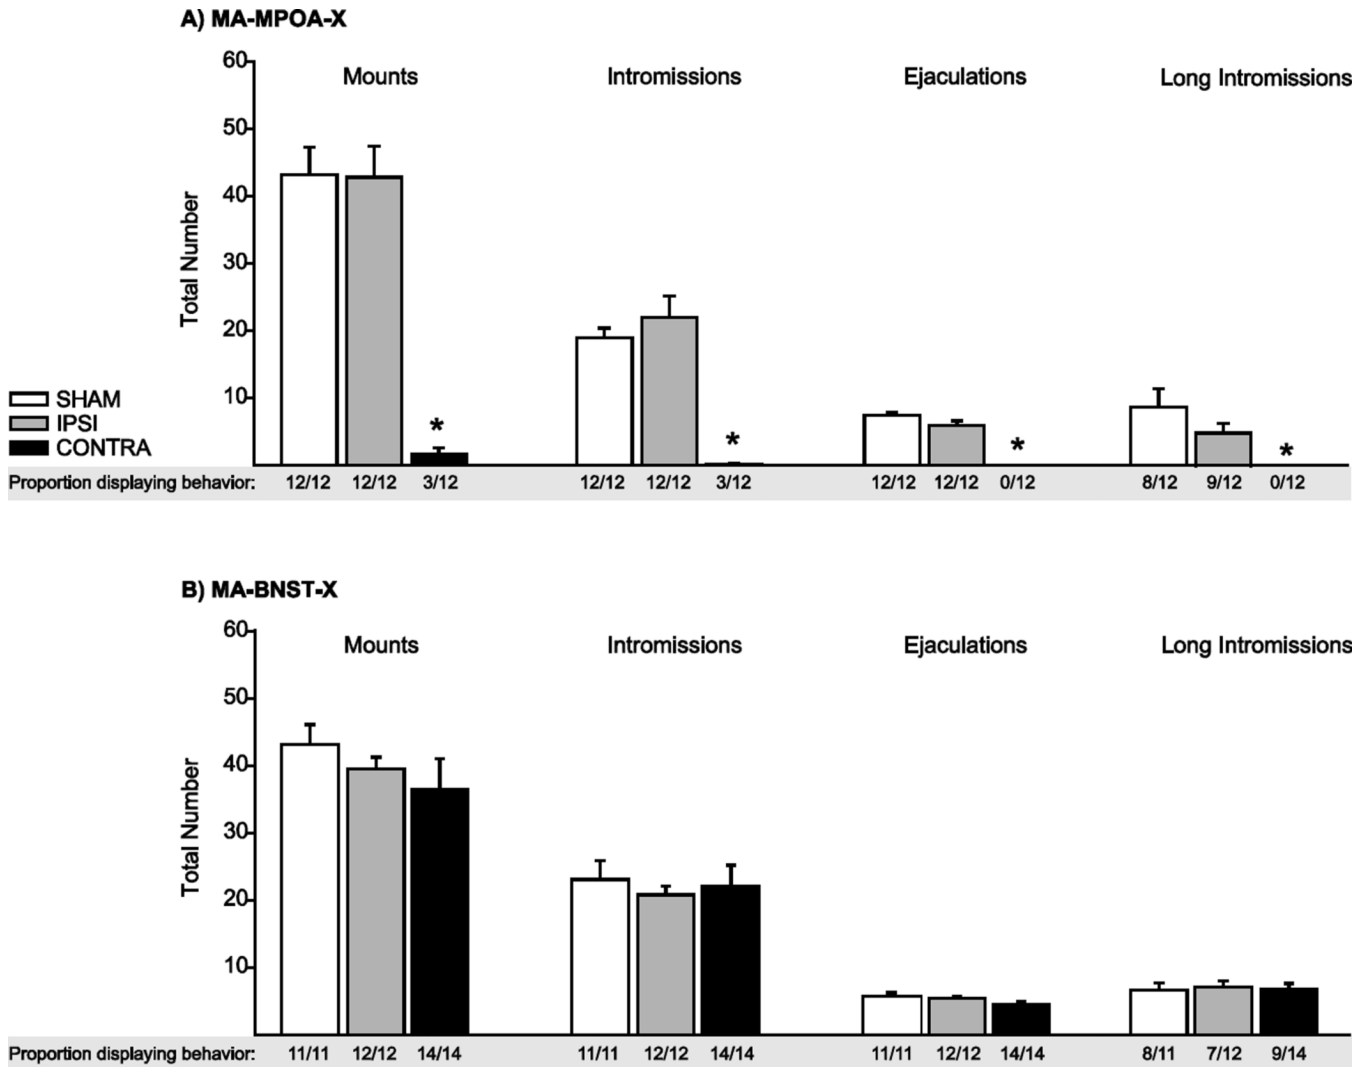 A) MA-MPOA-X
60
Mounts Intromissions Ejaculations Long Intromissions
50
40
30
20
10
Total Number
SHAM
IPSI
CONTRA
* * * *
Proportion displaying behavior: 12/12 12/12 3/12 12/12 12/12 3/12 12/12 12/12 0/12 8/12 9/12 0/12
B) MA-BNST-X
60
Mounts Intromissions Ejaculations Long Intromissions
50
40
30
20
10
Total Number
Proportion displaying behavior: 11/11 12/12 14/14 11/11 12/12 14/14 11/11 12/12 14/14 8/11 7/12 9/14